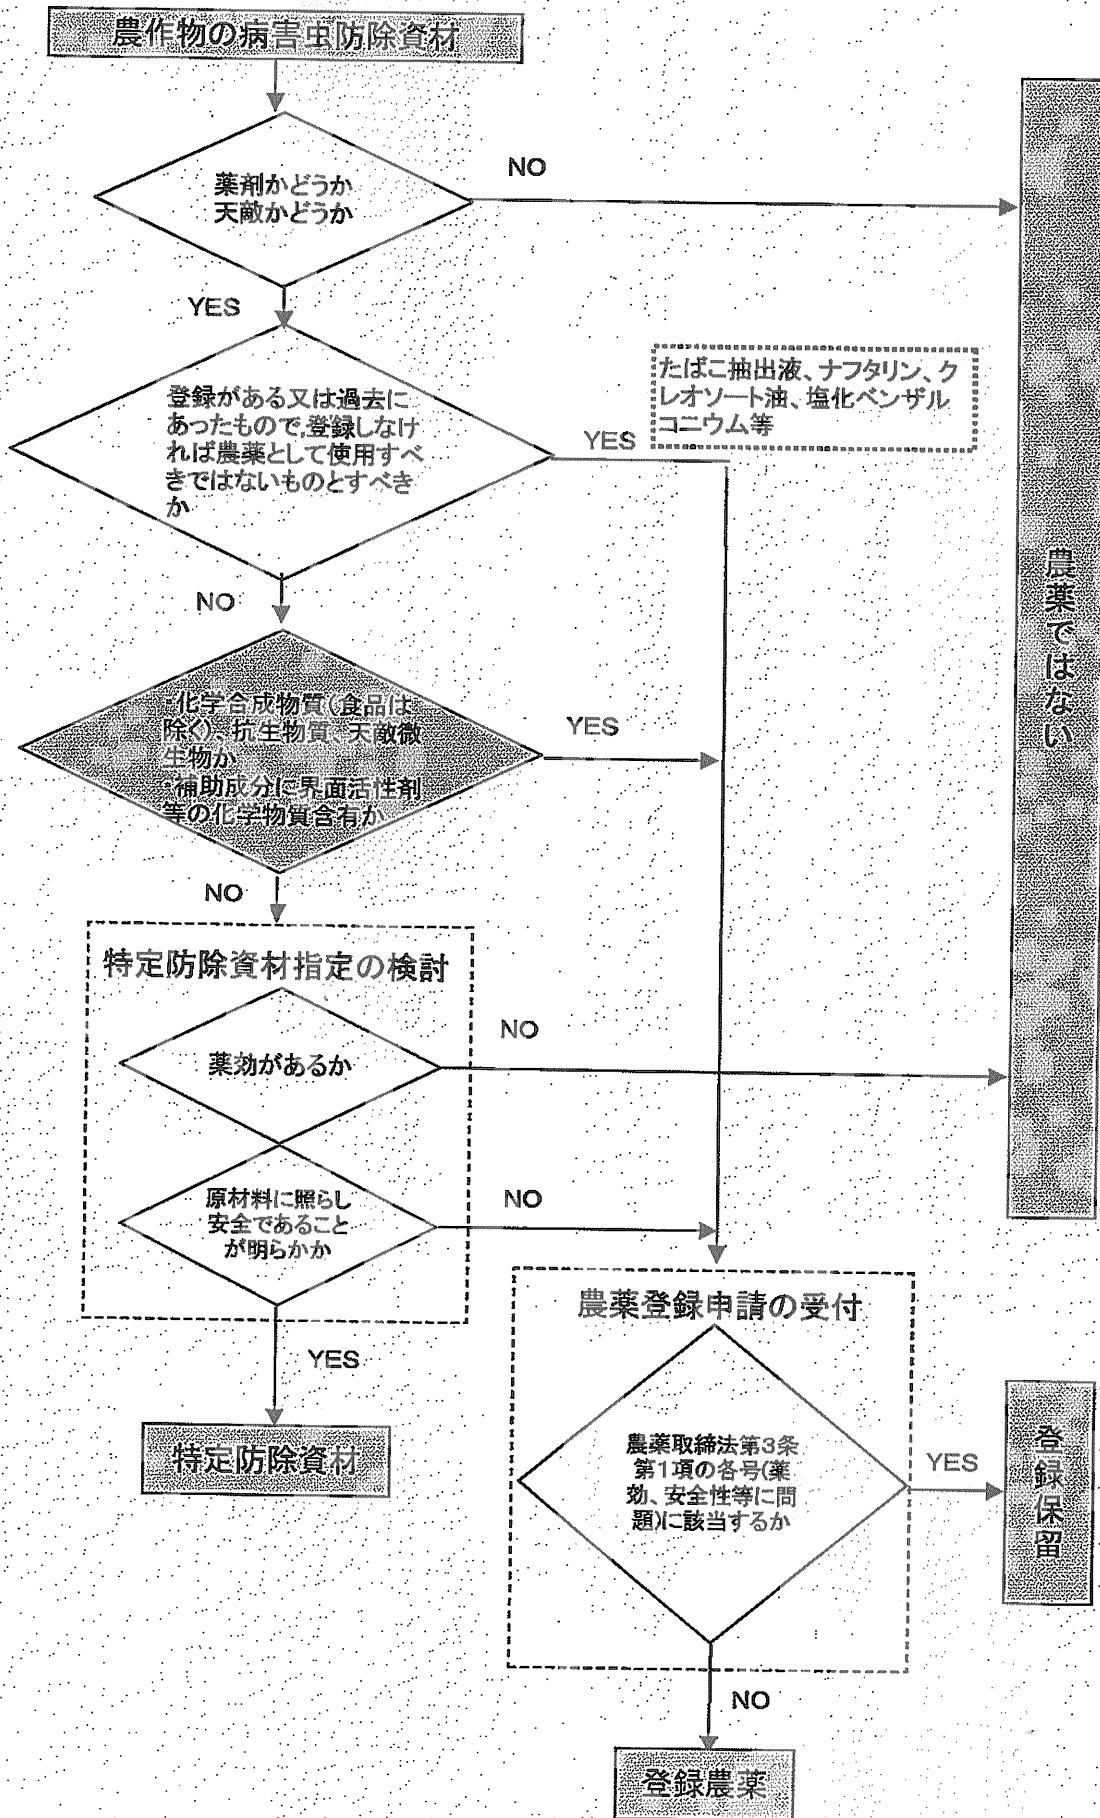 農作物の病害虫防除資材
薬剤かどうか
天敵かどうか
NO
YES
登録がある又は過去に
あったもので,登録しなけ
れば農薬として使用すべ
きではないものとすべき
か
YES
たばこ抽出液、ナフタリン、ク
レオソート油、塩化ベンザル
コニウム等
NO
・化学合成物質(食品は
除く)、抗生物質、天敵微
生物か
・補助成分に界面活性剤
等の化学物質含有か
YES
NO
特定防除資材指定の検討
薬効があるか
NO
原材料に照らし
安全であること
が明らかか
NO
YES
特定防除資材
農薬ではない
農薬登録申請の受付
農薬取締法第3条
第1項の各号(薬
効、安全性等に問
題)に該当するか
YES
登録保留
NO
登録農薬